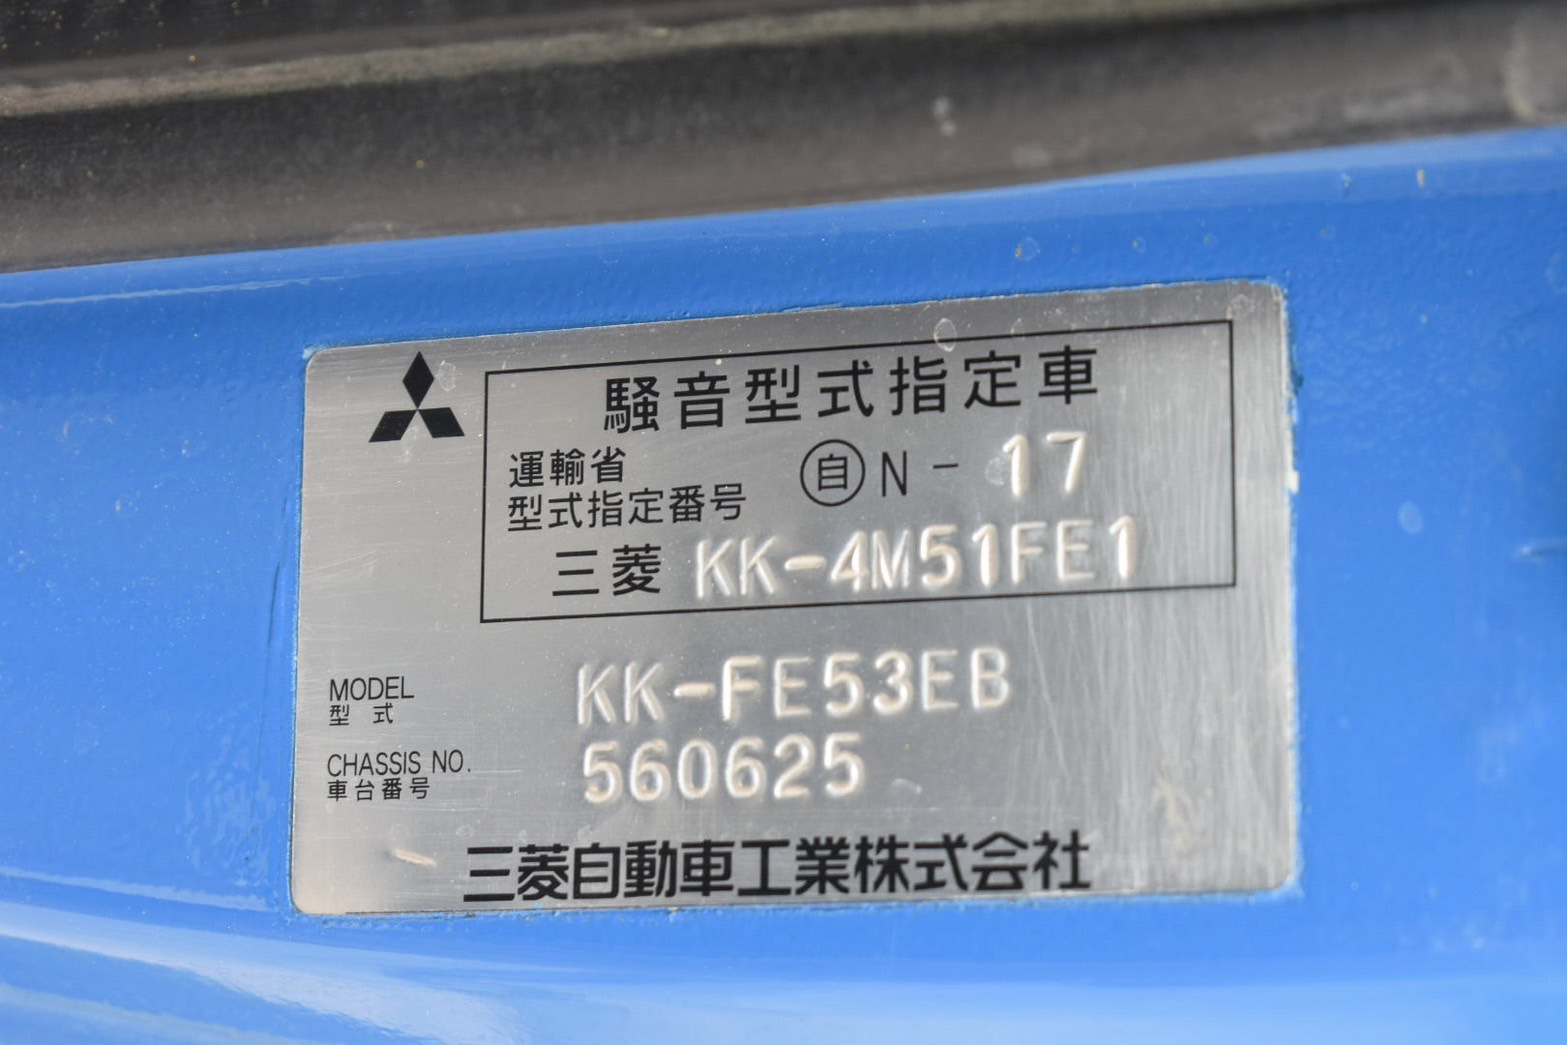 騒音型式指定車
運輸省
型式指定番号 自 N - 17
三菱 KK-4M51FE1
MODEL
型式 KK-FE53EB
CHASSIS NO.
車台番号 560625
三菱自動車工業株式会社